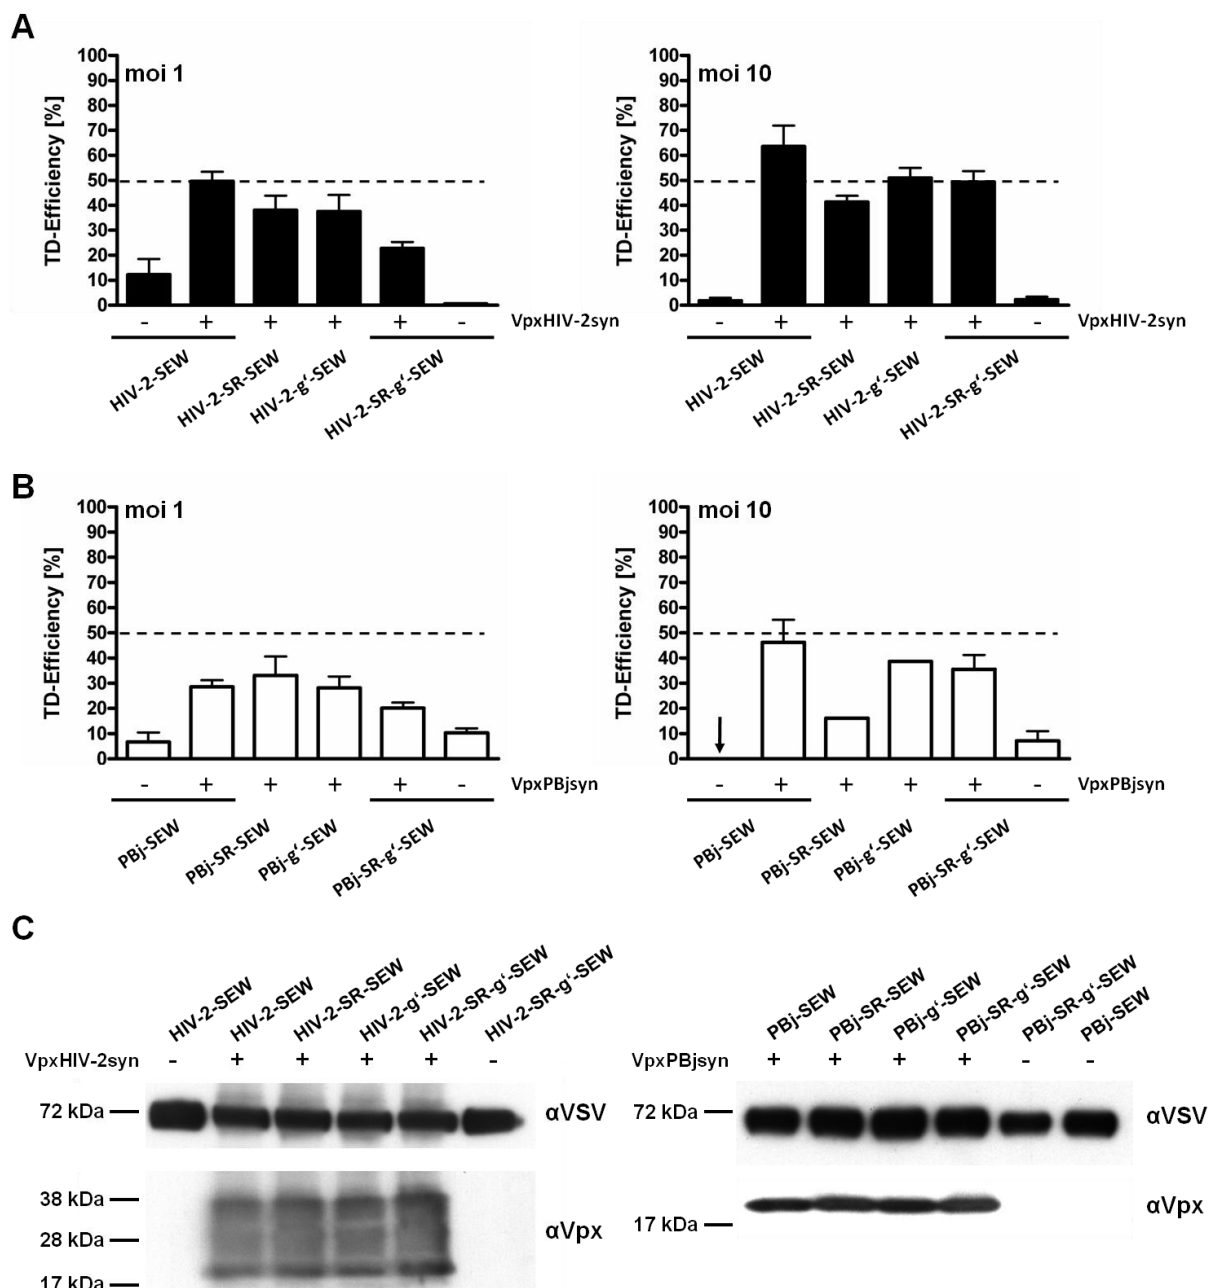 A
moi 1
TD-Efficiency [%]
100
90
80
70
60
50
40
30
20
10
0
- + + + + - VpxHIV-2syn
HIV-2-SEW
HIV-2-SR-SEW
HIV-2-g‘-SEW
HIV-2-SR-g‘-SEW
moi 10
TD-Efficiency [%]
100
90
80
70
60
50
40
30
20
10
0
- + + + + - VpxHIV-2syn
HIV-2-SEW
HIV-2-SR-SEW
HIV-2-g‘-SEW
HIV-2-SR-g‘-SEW
B
moi 1
TD-Efficiency [%]
100
90
80
70
60
50
40
30
20
10
0
- + + + + - VpxPBjsyn
PBj-SEW
PBj-SR-SEW
PBj-g‘-SEW
PBj-SR-g‘-SEW
moi 10
TD-Efficiency [%]
100
90
80
70
60
50
40
30
20
10
0
- + + + + - VpxPBjsyn
PBj-SEW
PBj-SR-SEW
PBj-g‘-SEW
PBj-SR-g‘-SEW
C
HIV-2-SEW
HIV-2-SEW
HIV-2-SR-SEW
HIV-2-g‘-SEW
HIV-2-SR-g‘-SEW
HIV-2-SR-g‘-SEW
VpxHIV-2syn - + + + + -
72 kDa
αVSV
38 kDa
28 kDa
17 kDa
αVpx
PBj-SEW
PBj-SR-SEW
PBj-g‘-SEW
PBj-SR-g‘-SEW
PBj-SR-g‘-SEW
PBj-SEW
VpxPBjsyn + + + + - -
72 kDa
αVSV
17 kDa
αVpx